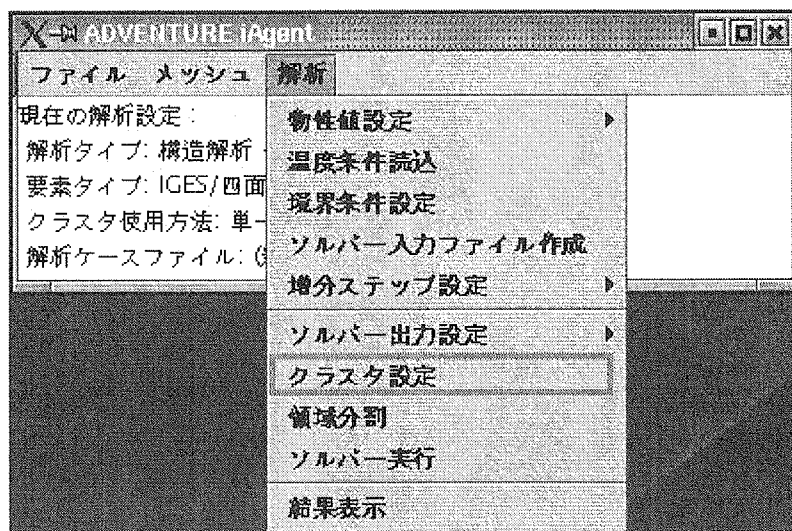 ADVENTURE iAgent
ファイル メッシュ 解析
現在の解析設定:
解析タイプ: 構造解析
要素タイプ: IGES/四面
クラスタ使用方法: 単一
解析ケースファイル: (
物性値設定
温度条件読込
境界条件設定
ソルバー入力ファイル作成
増分ステップ設定
ソルバー出力設定
クラスタ設定
領域分割
ソルバー実行
結果表示